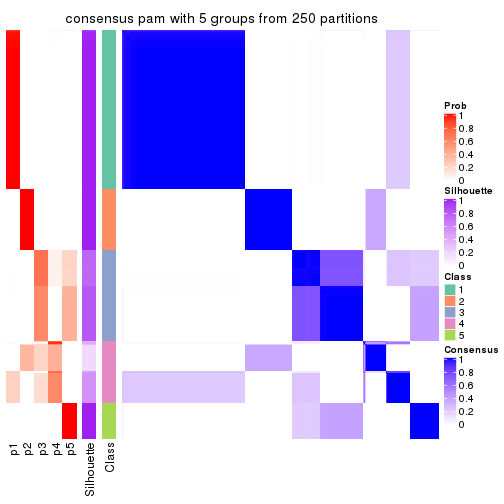 consensus pam with 5 groups from 250 partitions
Prob
1
0.8
0.6
0.4
0.2
0
Silhouette
1
0.8
0.6
0.4
0.2
0
Class
1
2
3
4
5
Consensus
1
0.8
0.6
0.4
0.2
0
p1
p2
p3
p4
p5
Silhouette
Class